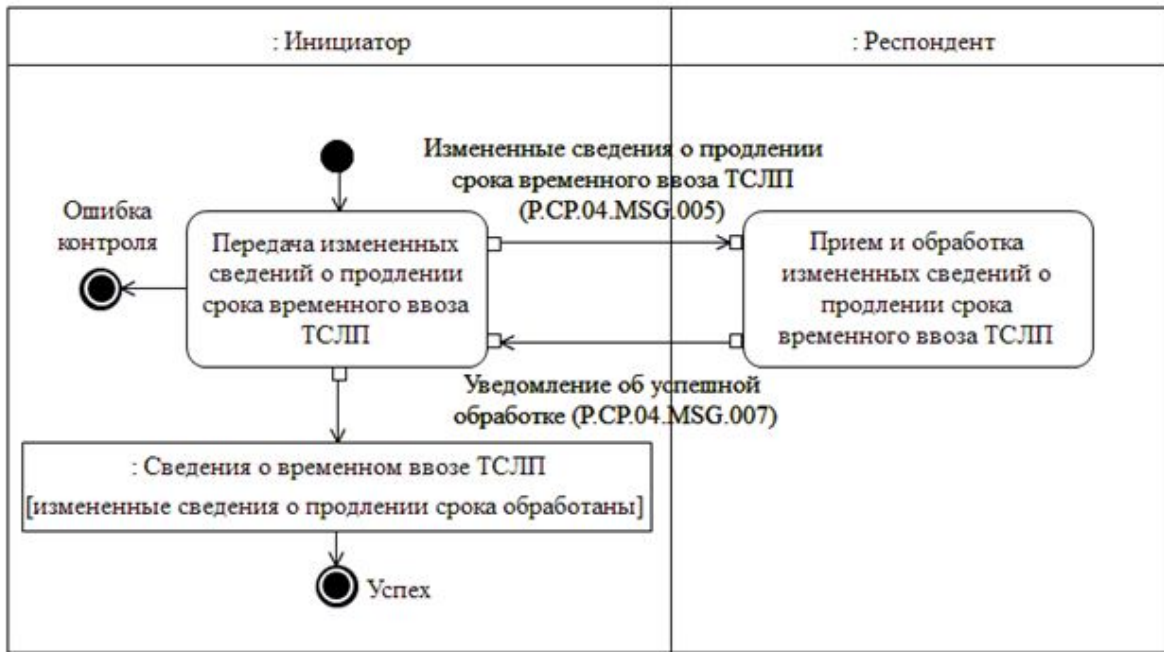 : Инициатор
: Респондент
Измененные сведения о продлении
срока временного ввоза ТСЛП
(P.CP.04.MSG.005)
Ошибка
контроля
Передача измененных
сведений о продлении
срока временного ввоза
ТСЛП
Прием и обработка
измененных сведений о
продлении срока
временного ввоза ТСЛП
Уведомление об успешной
обработке (P.CP.04.MSG.007)
: Сведения о временном ввозе ТСЛП
[измененные сведения о продлении срока обработаны]
Успех